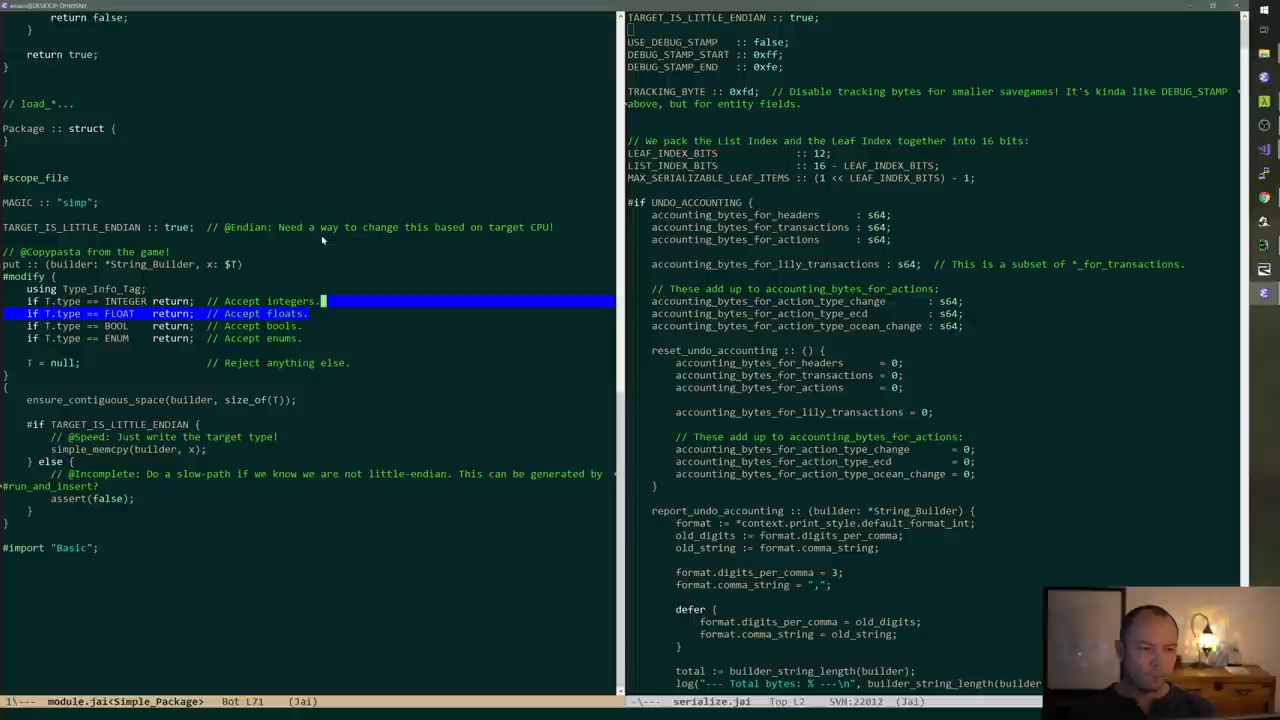 emacs@DESKTOP-OHI8FSN9
return false;
}
return true;
}
// load_*...
Package :: struct {
}
#scope_file
MAGIC :: "simp";
TARGET_IS_LITTLE_ENDIAN :: true;  // @Endian: Need a way to change this based on target CPU!
// @Copypasta from the game!
put :: (builder: *String_Builder, x: $T)
#modify {
using Type_Info_Tag;
if T.type == INTEGER return;  // Accept integers.
if T.type == FLOAT   return;  // Accept floats.
if T.type == BOOL    return;  // Accept bools.
if T.type == ENUM    return;  // Accept enums.
T = null;                     // Reject anything else.
}
{
ensure_contiguous_space(builder, size_of(T));
#if TARGET_IS_LITTLE_ENDIAN {
// @Speed: Just write the target type!
simple_memcpy(builder, x);
} else {
// @Incomplete: Do a slow-path if we know we are not little-endian. This can be generated by
#run_and_insert?
assert(false);
}
}
#import "Basic";
1\---  module.jai<Simple_Package>   Bot L71    (Jai)
TARGET_IS_LITTLE_ENDIAN :: true;
USE_DEBUG_STAMP   :: false;
DEBUG_STAMP_START :: 0xff;
DEBUG_STAMP_END   :: 0xfe;
TRACKING_BYTE :: 0xfd;  // Disable tracking bytes for smaller savegames! It's kinda like DEBUG_STAMP
above, but for entity fields.
// We pack the List Index and the Leaf Index together into 16 bits:
LEAF_INDEX_BITS              :: 12;
LIST_INDEX_BITS              :: 16 - LEAF_INDEX_BITS;
MAX_SERIALIZABLE_LEAF_ITEMS :: (1 << LEAF_INDEX_BITS) - 1;
#if UNDO_ACCOUNTING {
accounting_bytes_for_headers      : s64;
accounting_bytes_for_transactions : s64;
accounting_bytes_for_actions      : s64;
accounting_bytes_for_lily_transactions : s64;  // This is a subset of *_for_transactions.
// These add up to accounting_bytes_for_actions:
accounting_bytes_for_action_type_change       : s64;
accounting_bytes_for_action_type_ecd          : s64;
accounting_bytes_for_action_type_ocean_change : s64;
reset_undo_accounting :: () {
accounting_bytes_for_headers      = 0;
accounting_bytes_for_transactions = 0;
accounting_bytes_for_actions      = 0;
accounting_bytes_for_lily_transactions = 0;
// These add up to accounting_bytes_for_actions:
accounting_bytes_for_action_type_change       = 0;
accounting_bytes_for_action_type_ecd          = 0;
accounting_bytes_for_action_type_ocean_change = 0;
}
report_undo_accounting :: (builder: *String_Builder) {
format := *context.print_style.default_format_int;
old_digits := format.digits_per_comma;
old_string := format.comma_string;
format.digits_per_comma = 3;
format.comma_string = ",";
defer {
format.digits_per_comma = old_digits;
format.comma_string = old_string;
}
total := builder_string_length(builder);
log("--- Total bytes: % ---\n", builder_string_length(builder
-\---  serialize.jai   Top L2     SVN:22012  (Jai)